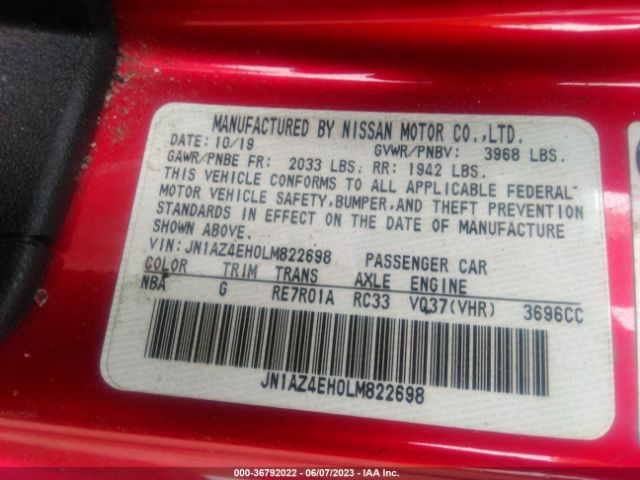 MANUFACTURED BY NISSAN MOTOR CO.,LTD.
DATE: 10/19 GVWR/PNBV: 3968 LBS.
GAWR/PNBE FR: 2033 LBS. RR: 1942 LBS.
THIS VEHICLE CONFORMS TO ALL APPLICABLE FEDERAL
MOTOR VEHICLE SAFETY, BUMPER, AND THEFT PREVENTION
STANDARDS IN EFFECT ON THE DATE OF MANUFACTURE
SHOWN ABOVE.
VIN: JN1AZ4EH0LM822698 PASSENGER CAR
COLOR TRIM TRANS AXLE ENGINE
NBA G RE7R01A RC33 VQ37(VHR) 3696CC
JN1AZ4EH0LM822698
000-36792022 - 06/07/2023 - IAA Inc.